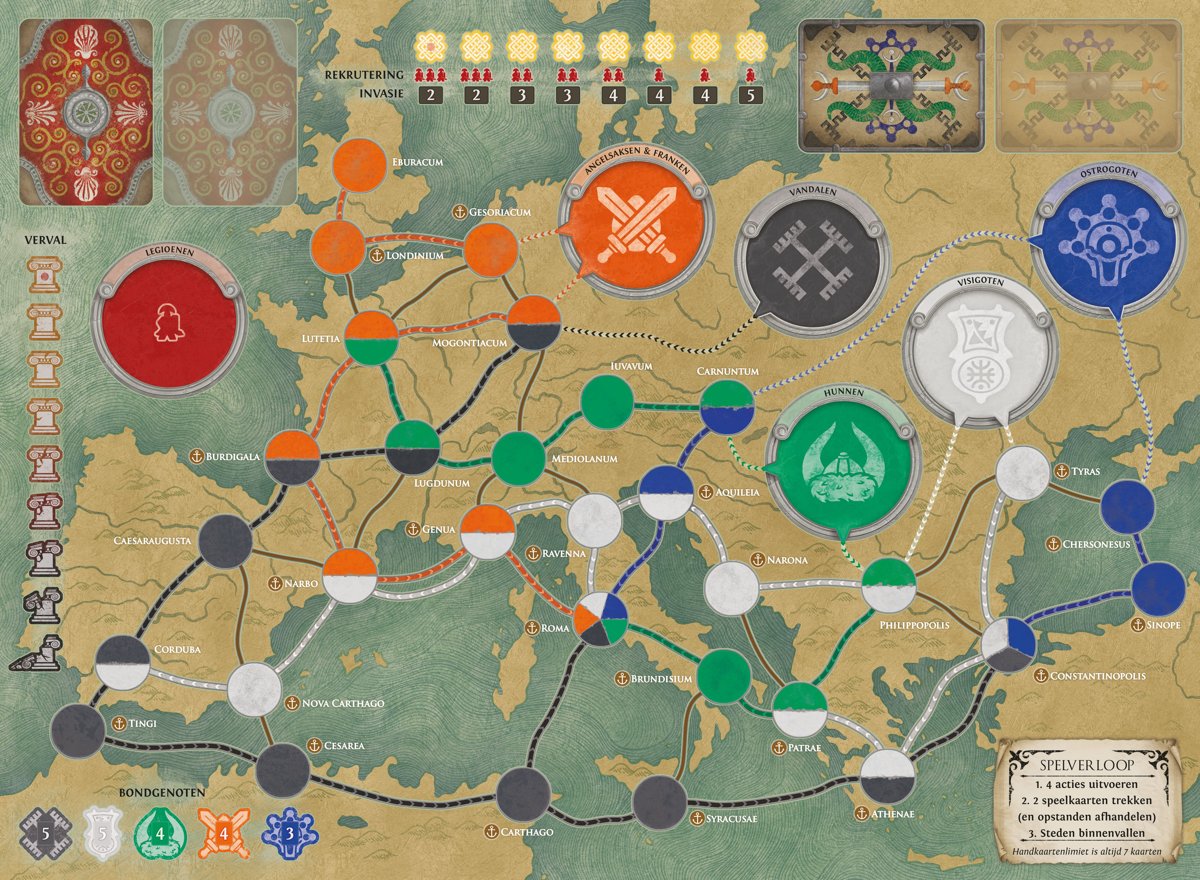 REKRUTERING
INVASIE 2 2 3 3 4 4 4 5
EBURACUM
ANGELSAKSEN & FRANKEN
VANDALEN
OSTROGOTEN
GESORIACUM
LONDINIUM
VERVAL
LEGIOENEN
VISIGOTEN
LUTETIA
MOGONTIACUM
IUVAVUM
CARNUNTUM
HUNNEN
BURDIGALA
LUGDUNUM
MEDIOLANUM
TYRAS
AQUILEIA
CAESARAUGUSTA
GENUA
RAVENNA
CHERSONESUS
NARBO
NARONA
ROMA
PHILIPPOPOLIS
SINOPE
CORDUBA
BRUNDISIUM
CONSTANTINOPOLIS
NOVA CARTHAGO
TINGI
CESAREA
PATRAE
CARTHAGO
SYRACUSAE
ATHENAE
BONDGENOTEN
5 5 4 4 3
SPELVERLOOP
1. 4 acties uitvoeren
2. 2 speelkaarten trekken
(en opstanden afhandelen)
3. Steden binnenvallen
Handkaartenlimiet is altijd 7 kaarten